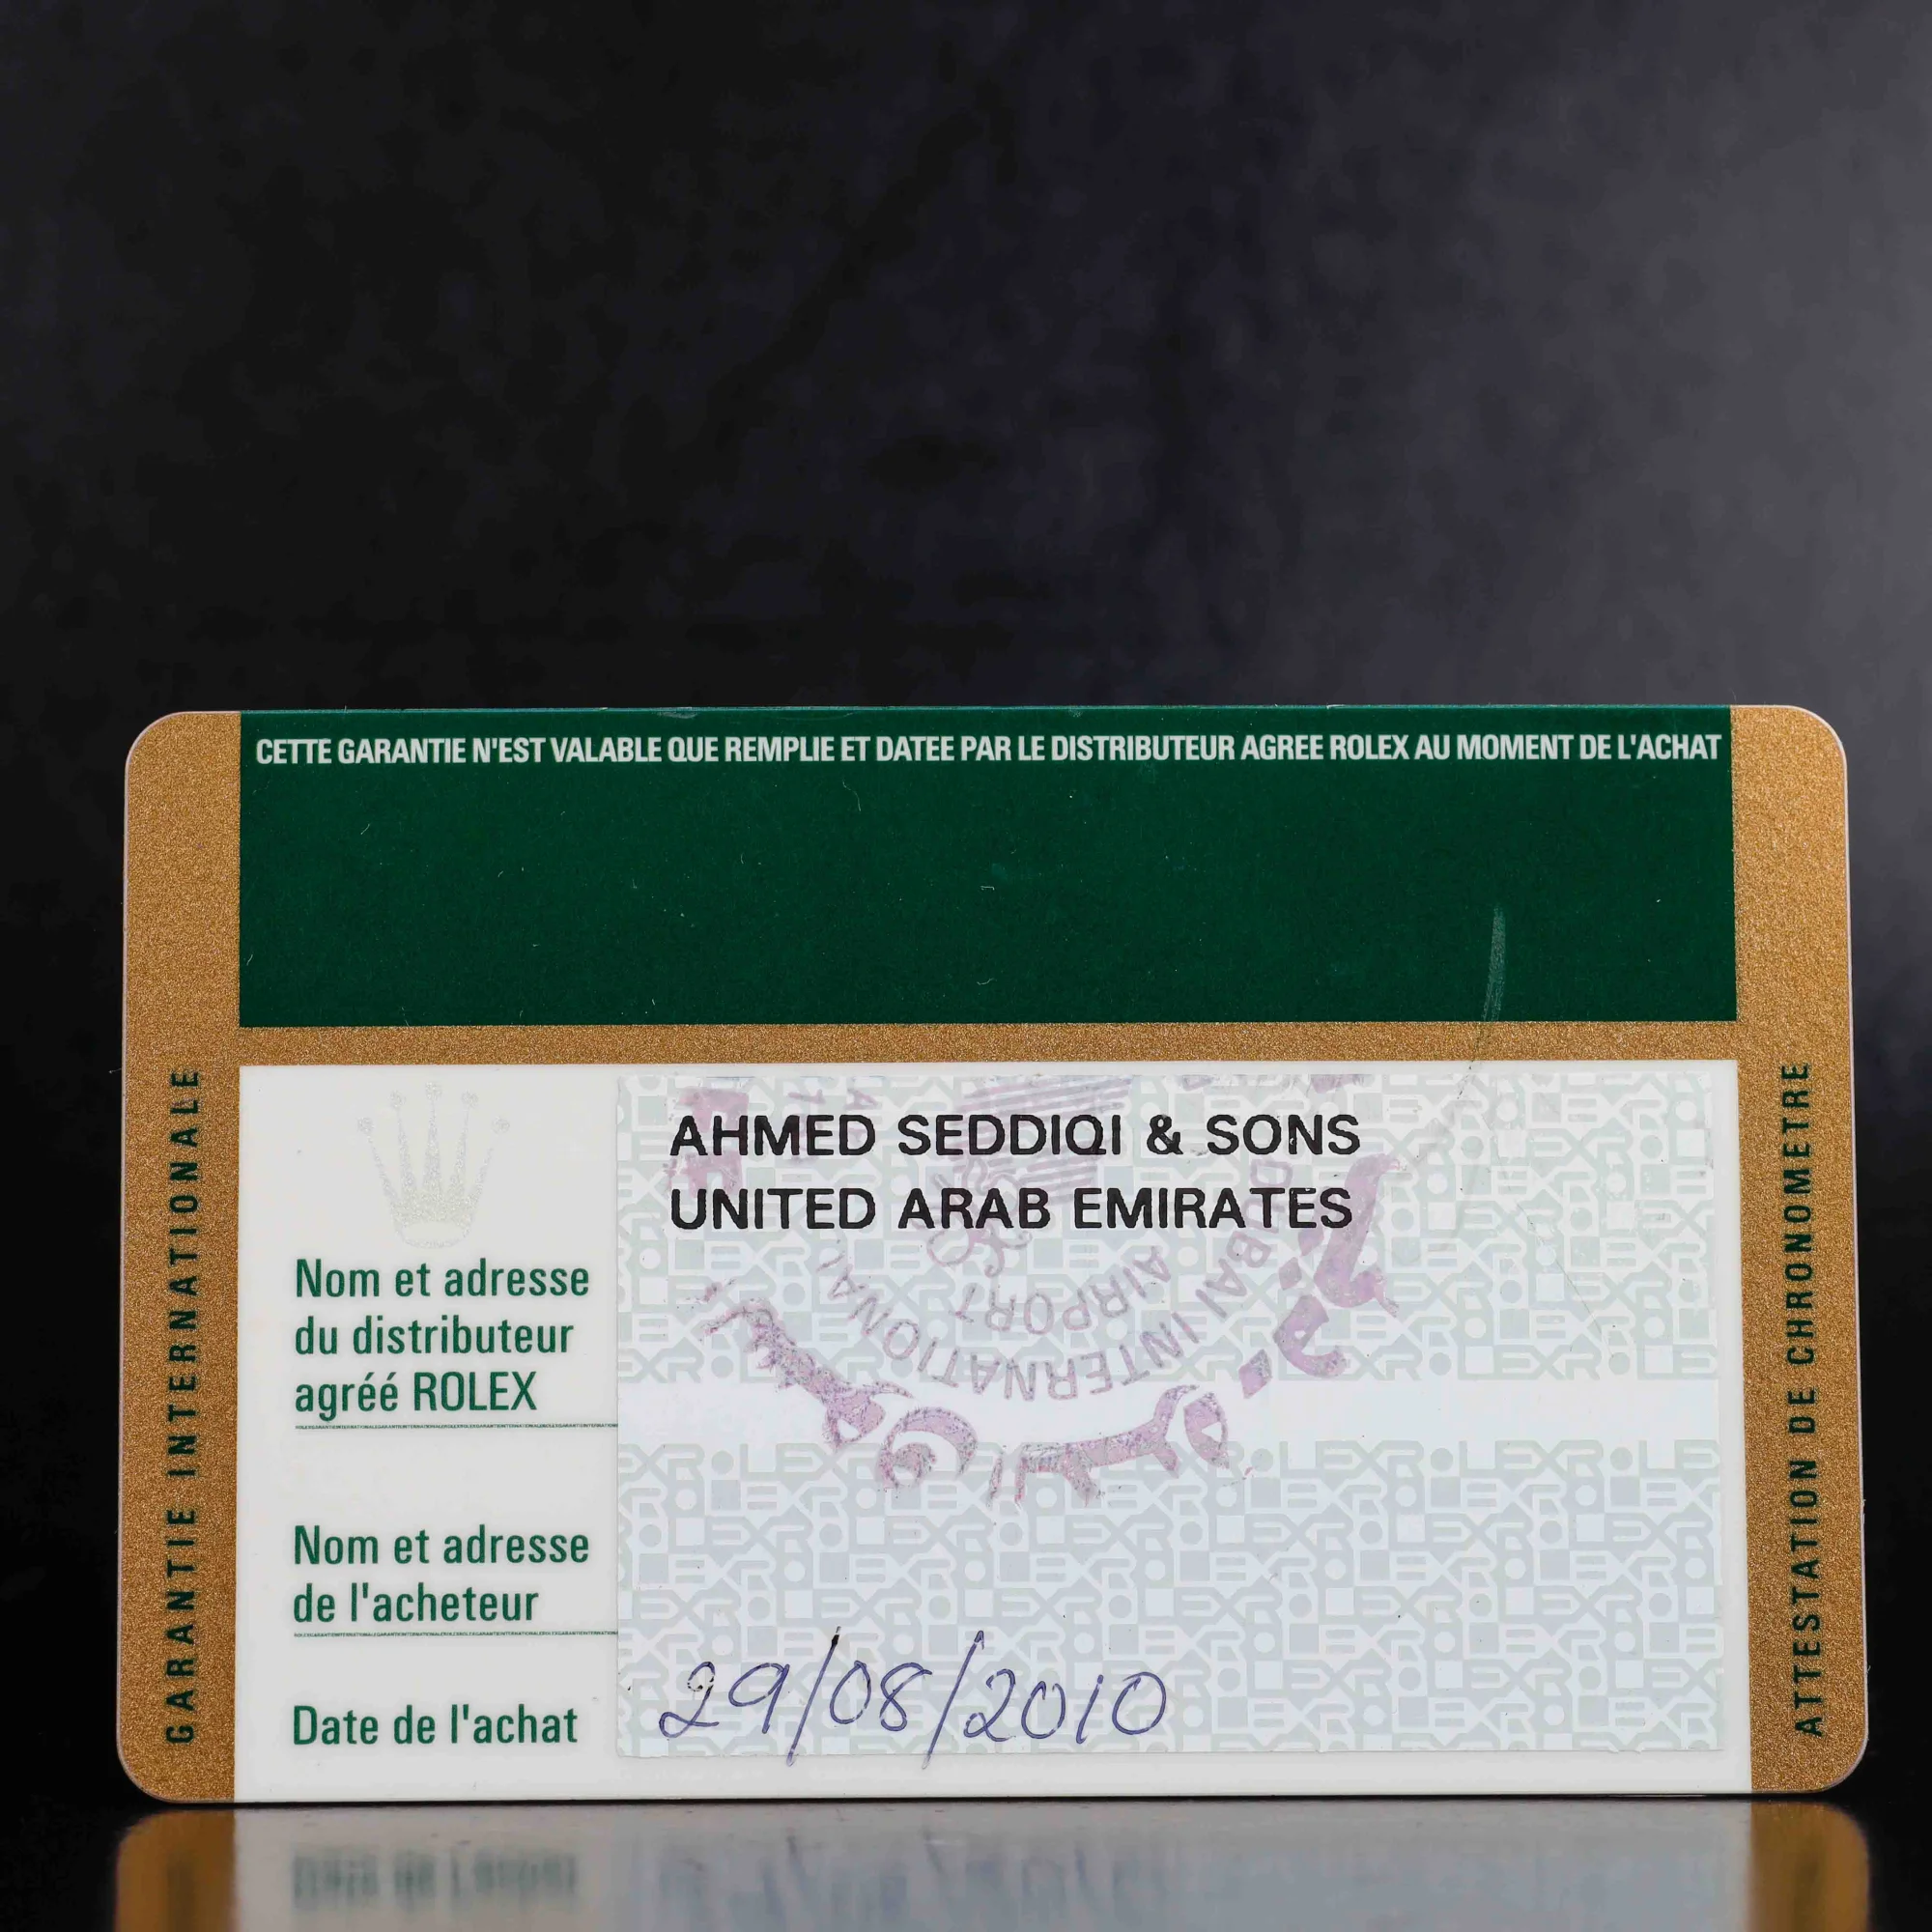 CETTE GARANTIE N'EST VALABLE QUE REMPLIE ET DATEE PAR LE DISTRIBUTEUR AGREE ROLEX AU MOMENT DE L'ACHAT
GARANTIE INTERNATIONALE
AHMED SEDDIQI & SONS
UNITED ARAB EMIRATES
DUBAI INTERNATIONAL
AIRPORT
Nom et adresse
du distributeur
agréé ROLEX
Nom et adresse
de l'acheteur
Date de l'achat
29/08/2010
ATTESTATION DE CHRONOMETRE